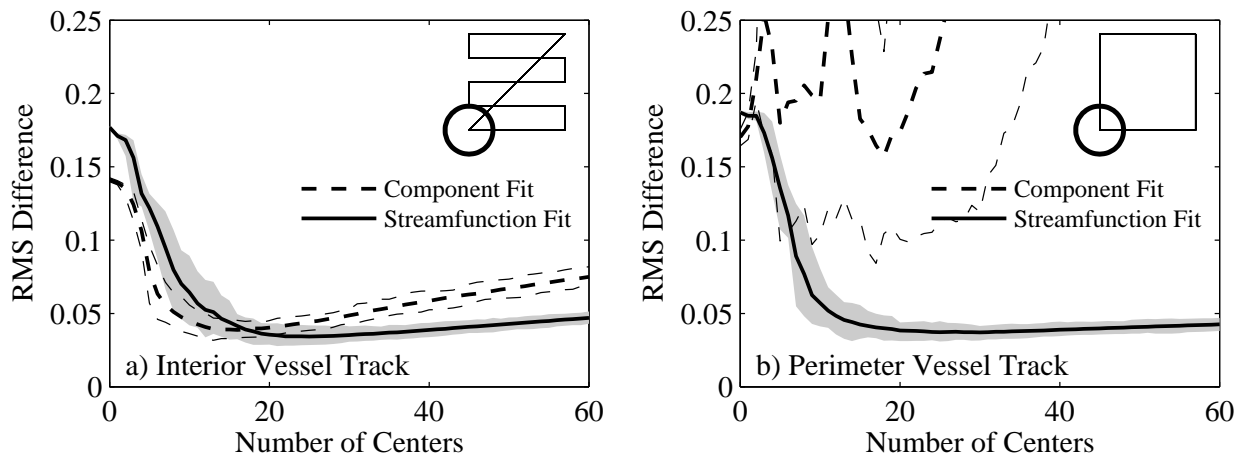 0.25
0.2
0.15
0.1
0.05
0
RMS Difference
Component Fit
Streamfunction Fit
a) Interior Vessel Track
0 20 40 60
Number of Centers
0.25
0.2
0.15
0.1
0.05
0
RMS Difference
Component Fit
Streamfunction Fit
b) Perimeter Vessel Track
0 20 40 60
Number of Centers